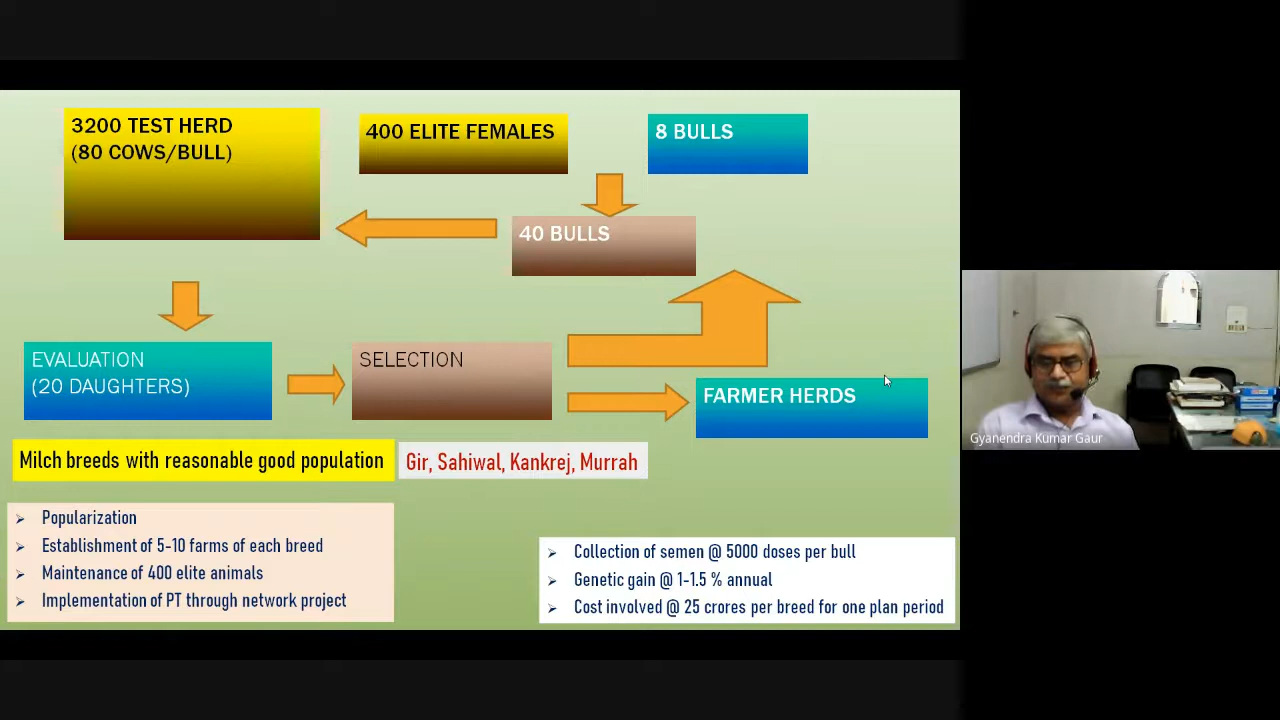 3200 TEST HERD
(80 COWS/BULL)
400 ELITE FEMALES
8 BULLS
40 BULLS
EVALUATION
(20 DAUGHTERS)
SELECTION
FARMER HERDS
Milch breeds with reasonable good population
Gir, Sahiwal, Kankrej, Murrah
Popularization
Establishment of 5-10 farms of each breed
Maintenance of 400 elite animals
Implementation of PT through network project
Collection of semen @ 5000 doses per bull
Genetic gain @ 1-1.5 % annual
Cost involved @ 25 crores per breed for one plan period
Gyanendra Kumar Gaur